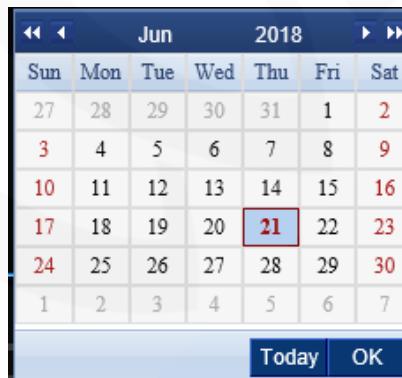 Jun 2018
Sun Mon Tue Wed Thu Fri Sat
27 28 29 30 31 1 2
3 4 5 6 7 8 9
10 11 12 13 14 15 16
17 18 19 20 21 22 23
24 25 26 27 28 29 30
1 2 3 4 5 6 7
Today OK